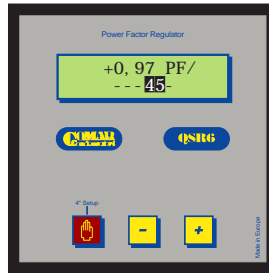 Power Factor Regulator
+0, 97 PF/
---45-
COMAR
QSR6
4" Setup
-
+
Made in Europe